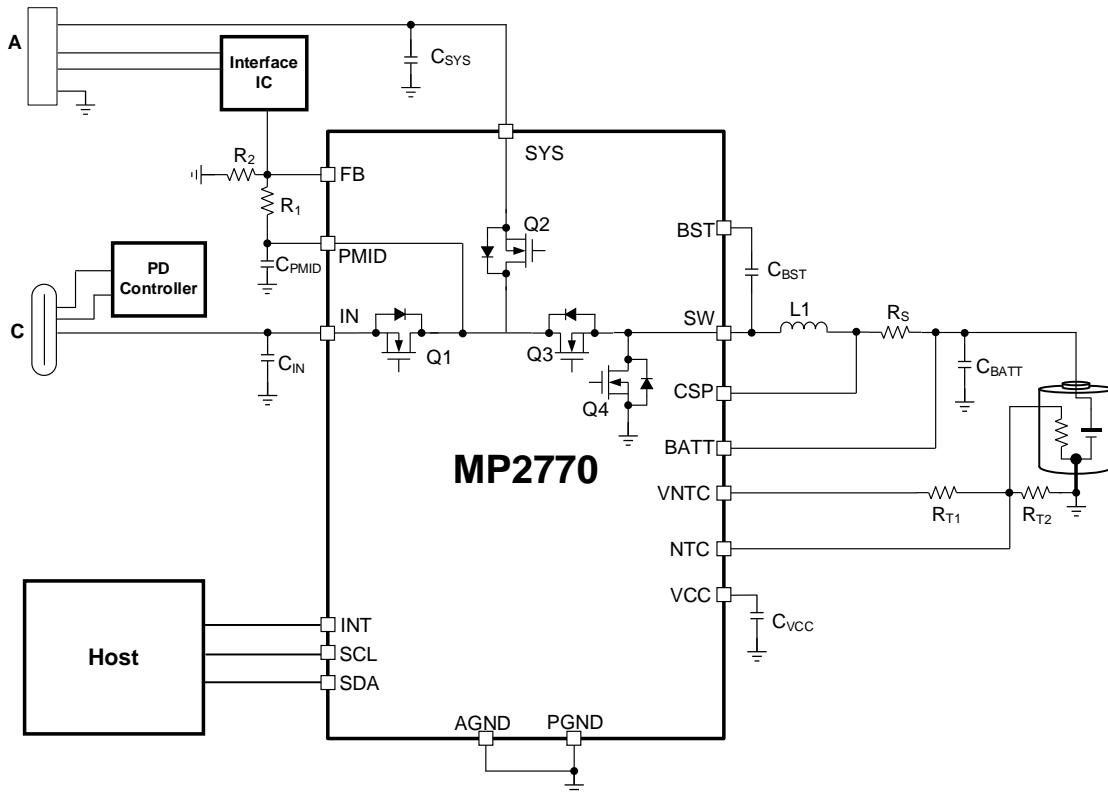 A
Interface
IC
C
PD
Controller
R2
R1
CPMID
CIN
CSYS
SYS
FB
PMID
IN
Q1
Q2
Q3
Q4
BST
SW
CSP
BATT
VNTC
NTC
VCC
MP2770
CBST
L1
RS
CBATT
RT1
RT2
CVCC
Host
INT
SCL
SDA
AGND
PGND